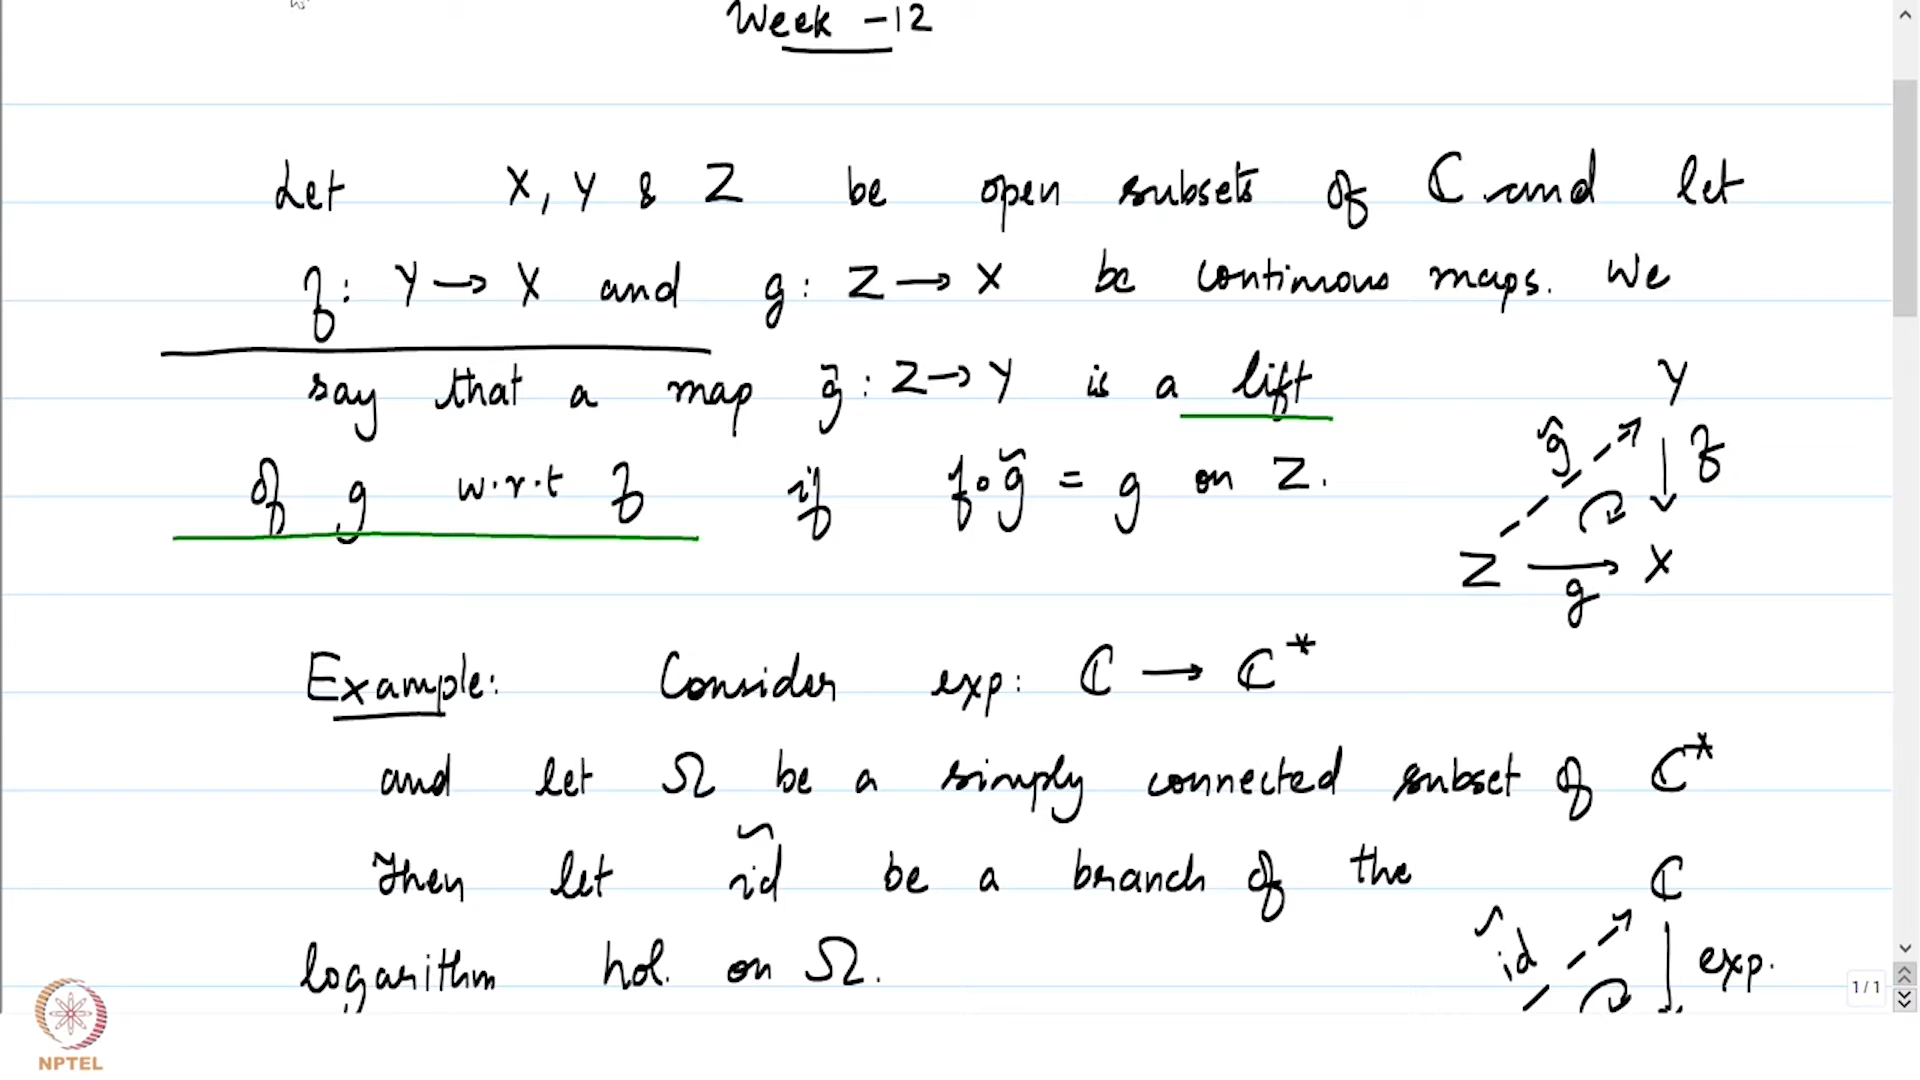 Week -12
Let X, Y & Z be open subsets of ℂ and let
f: Y → X and g: Z → X be continuous maps. We
say that a map g̃: Z → Y is a lift
of g w.r.t f if f∘g̃ = g on Z.
Y
g̃ f
Z → X
g
Example: Consider exp: ℂ → ℂ*
and let Ω be a simply connected subset of ℂ*
Then let ĩd be a branch of the
logarithm hol. on Ω.
ℂ
ĩd exp.
1/1
NPTEL